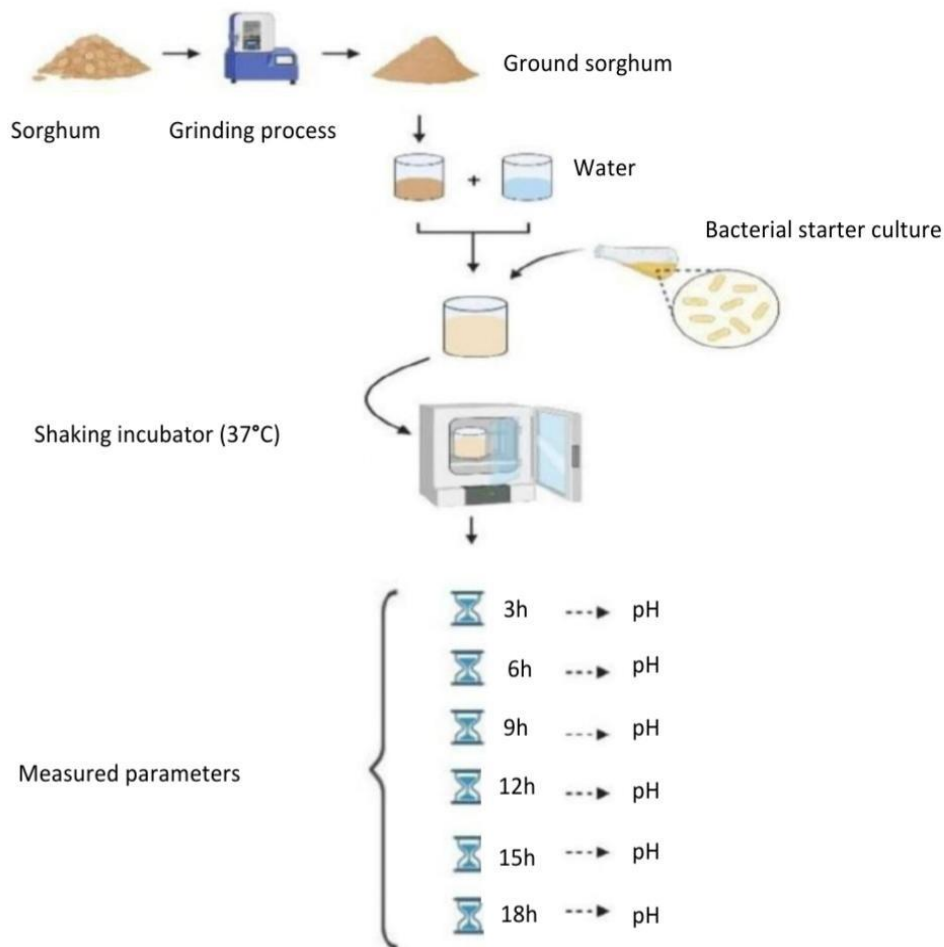 Ground sorghum
Sorghum
Grinding process
+
Water
Bacterial starter culture
Shaking incubator (37°C)
3h pH
6h pH
9h pH
Measured parameters
12h pH
15h pH
18h pH